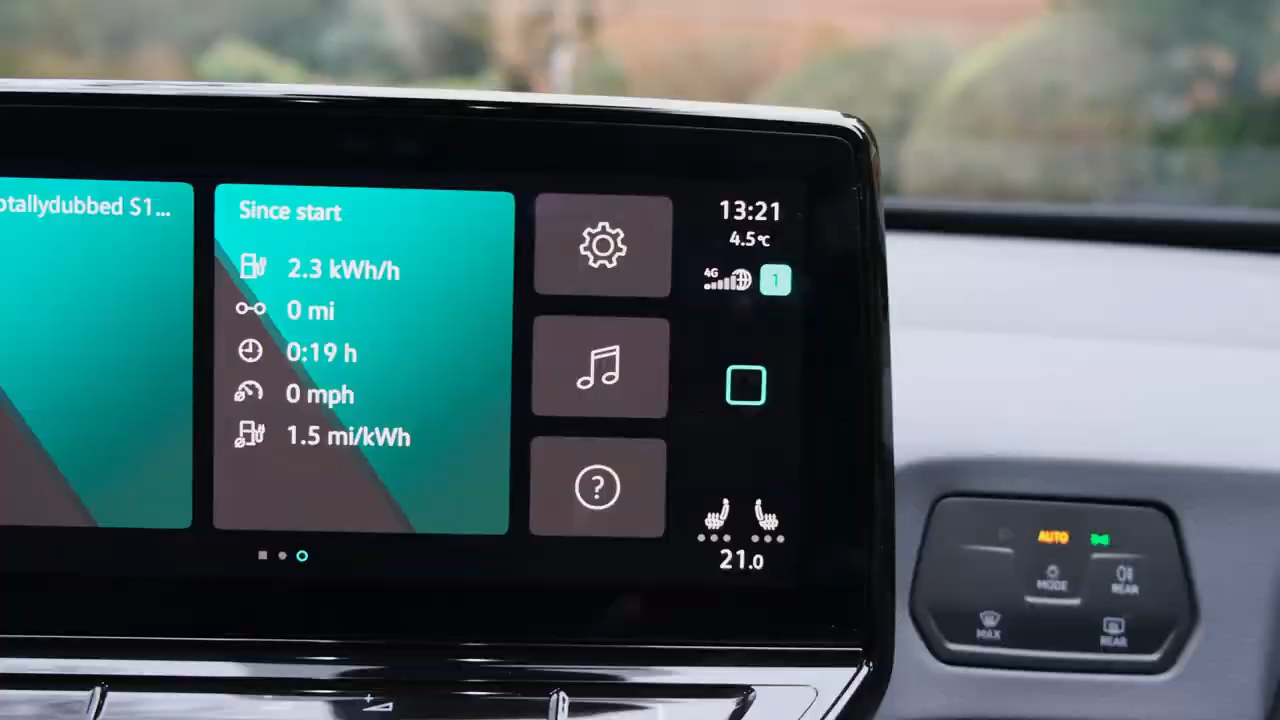 otallydubbed S1...
Since start
2.3 kWh/h
0 mi
0:19 h
0 mph
1.5 mi/kWh
?
13:21
4.5℃
4G
1
21.0
AUTO
MODE
REAR
MAX
REAR